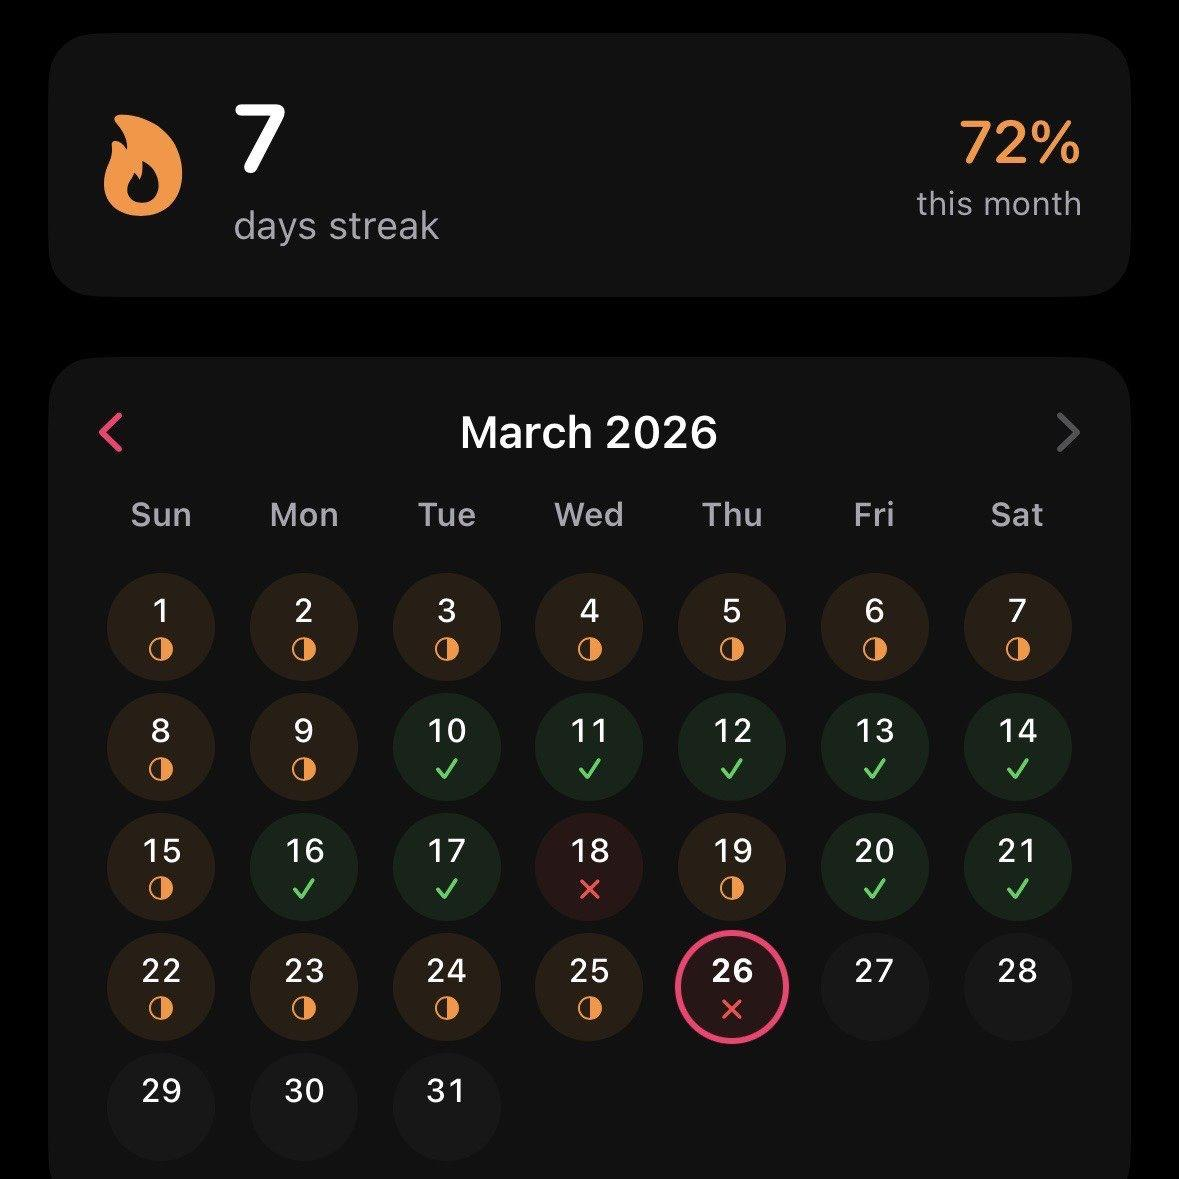 7
days streak
72%
this month
March 2026
Sun Mon Tue Wed Thu Fri Sat
1 2 3 4 5 6 7
8 9 10 11 12 13 14
15 16 17 18 19 20 21
22 23 24 25 26 27 28
29 30 31